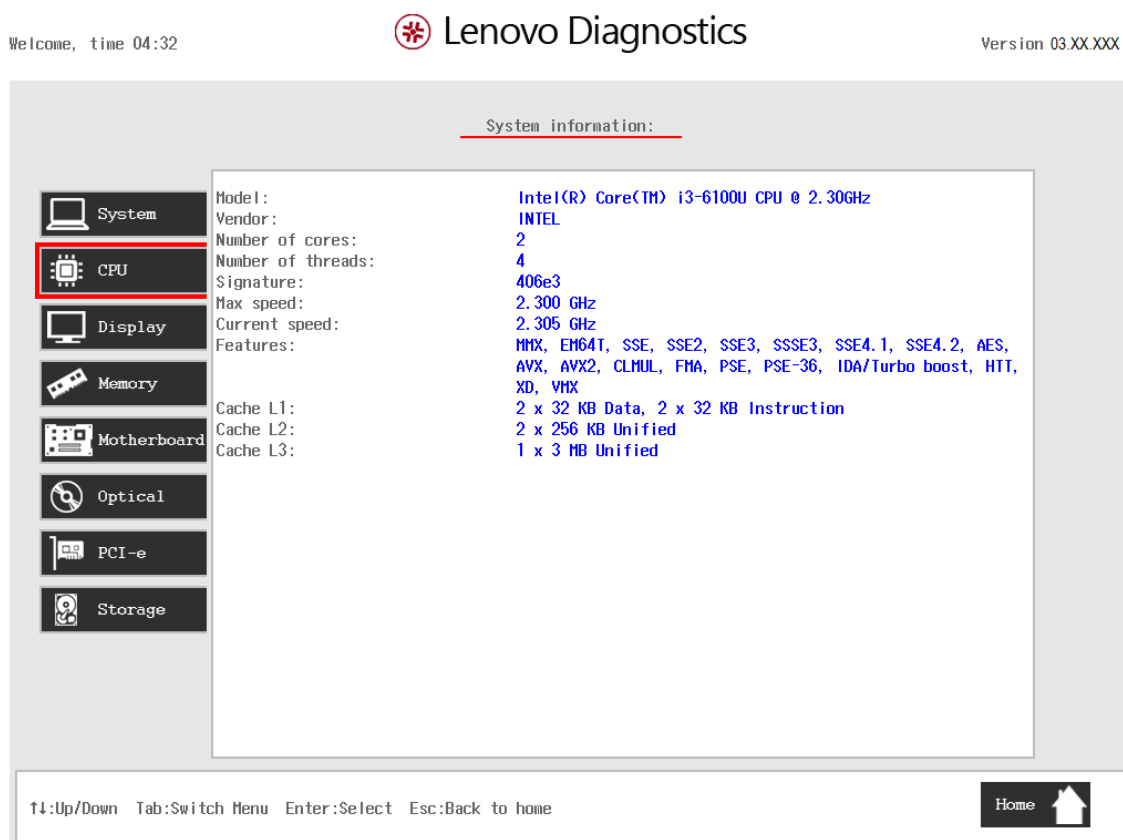 Welcome, time 04:32
Lenovo Diagnostics
Version 03.XX.XXX
System information:
System
CPU
Display
Memory
Motherboard
Optical
PCI-e
Storage
Model: Intel(R) Core(TM) i3-6100U CPU @ 2.30GHz
Vendor: INTEL
Number of cores: 2
Number of threads: 4
Signature: 406e3
Max speed: 2.300 GHz
Current speed: 2.305 GHz
Features: MMX, EM64T, SSE, SSE2, SSE3, SSSE3, SSE4.1, SSE4.2, AES,
AVX, AVX2, CLMUL, FMA, PSE, PSE-36, IDA/Turbo boost, HTT,
XD, VMX
Cache L1: 2 x 32 KB Data, 2 x 32 KB Instruction
Cache L2: 2 x 256 KB Unified
Cache L3: 1 x 3 MB Unified
↑↓:Up/Down Tab:Switch Menu Enter:Select Esc:Back to home
Home